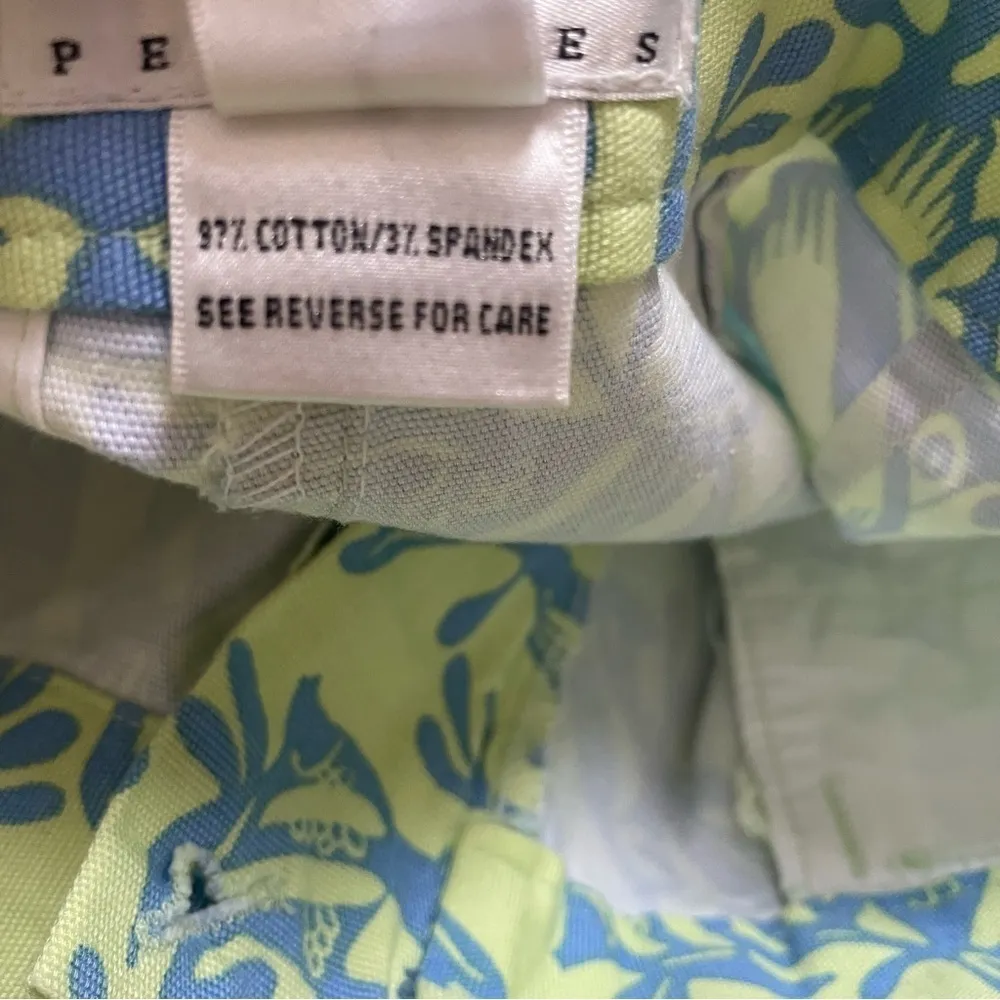 P E E S
97% COTTON/3% SPANDEX
SEE REVERSE FOR CARE